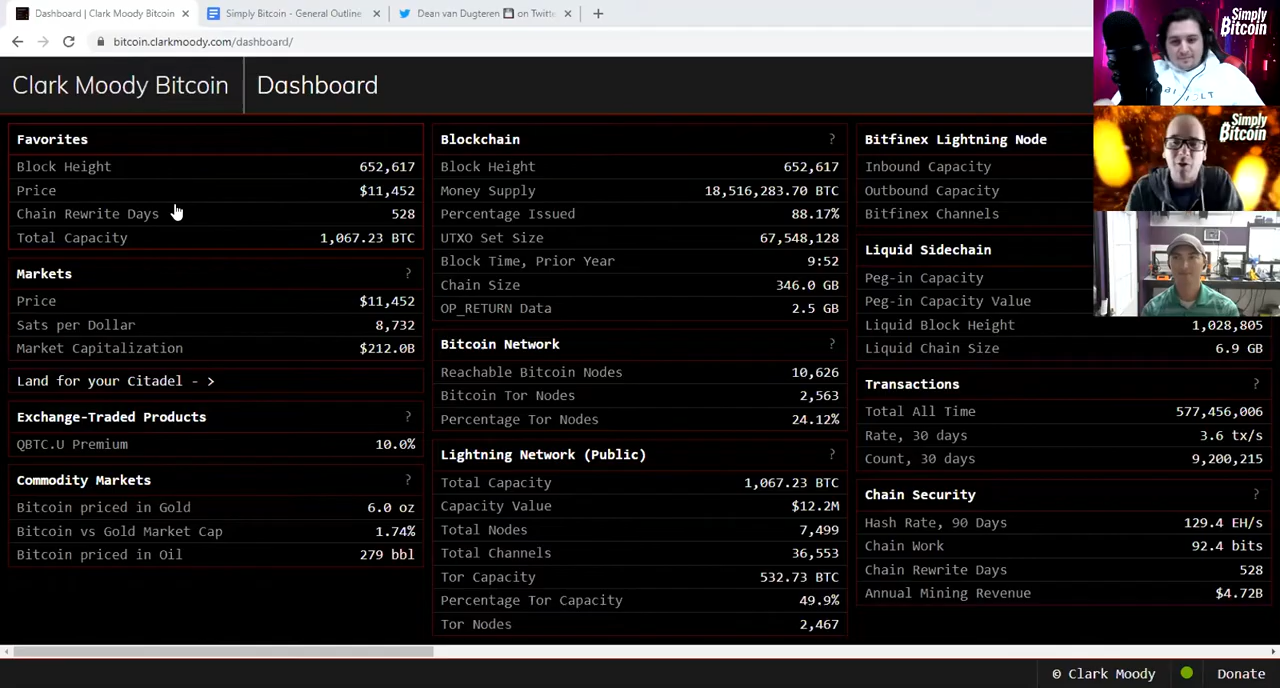 Dashboard | Clark Moody Bitcoin
Simply Bitcoin - General Outline
Dean van Dugteren 💾 on Twitte
bitcoin.clarkmoody.com/dashboard/
Clark Moody Bitcoin
Dashboard
Favorites
Block Height 652,617
Price $11,452
Chain Rewrite Days 528
Total Capacity 1,067.23 BTC
Markets ?
Price $11,452
Sats per Dollar 8,732
Market Capitalization $212.0B
Land for your Citadel - >
Exchange-Traded Products ?
QBTC.U Premium 10.0%
Commodity Markets ?
Bitcoin priced in Gold 6.0 oz
Bitcoin vs Gold Market Cap 1.74%
Bitcoin priced in Oil 279 bbl
Blockchain ?
Block Height 652,617
Money Supply 18,516,283.70 BTC
Percentage Issued 88.17%
UTXO Set Size 67,548,128
Block Time, Prior Year 9:52
Chain Size 346.0 GB
OP_RETURN Data 2.5 GB
Bitcoin Network ?
Reachable Bitcoin Nodes 10,626
Bitcoin Tor Nodes 2,563
Percentage Tor Nodes 24.12%
Lightning Network (Public) ?
Total Capacity 1,067.23 BTC
Capacity Value $12.2M
Total Nodes 7,499
Total Channels 36,553
Tor Capacity 532.73 BTC
Percentage Tor Capacity 49.9%
Tor Nodes 2,467
Bitfinex Lightning Node
Inbound Capacity
Outbound Capacity
Bitfinex Channels
Liquid Sidechain
Peg-in Capacity
Peg-in Capacity Value
Liquid Block Height 1,028,805
Liquid Chain Size 6.9 GB
Transactions ?
Total All Time 577,456,006
Rate, 30 days 3.6 tx/s
Count, 30 days 9,200,215
Chain Security ?
Hash Rate, 90 Days 129.4 EH/s
Chain Work 92.4 bits
Chain Rewrite Days 528
Annual Mining Revenue $4.72B
Simply
Bitcoin
Simply
Bitcoin
© Clark Moody
Donate